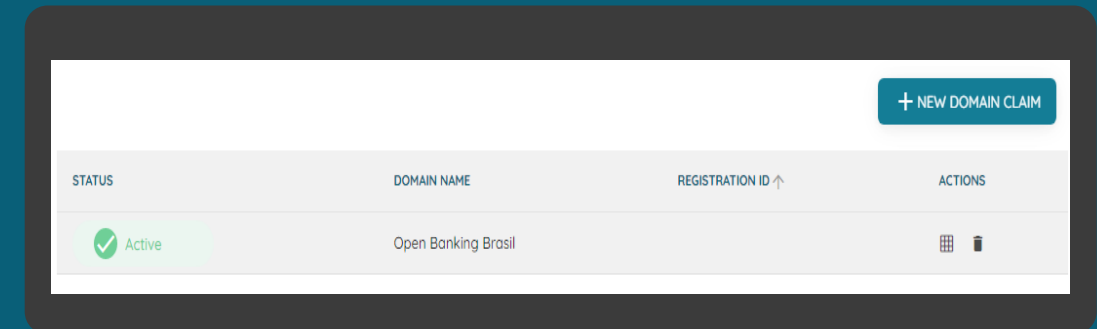 + NEW DOMAIN CLAIM
STATUS DOMAIN NAME REGISTRATION ID ↑ ACTIONS
Active Open Banking Brasil